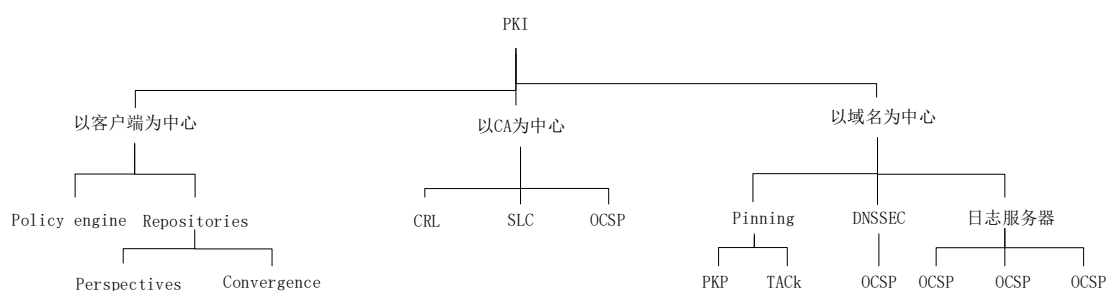 PKI
以客户端为中心
以CA为中心
以域名为中心
Policy engine
Repositories
CRL
SLC
OCSP
Pinning
DNSSEC
日志服务器
Perspectives
Convergence
PKP
TACk
OCSP
OCSP
OCSP
OCSP